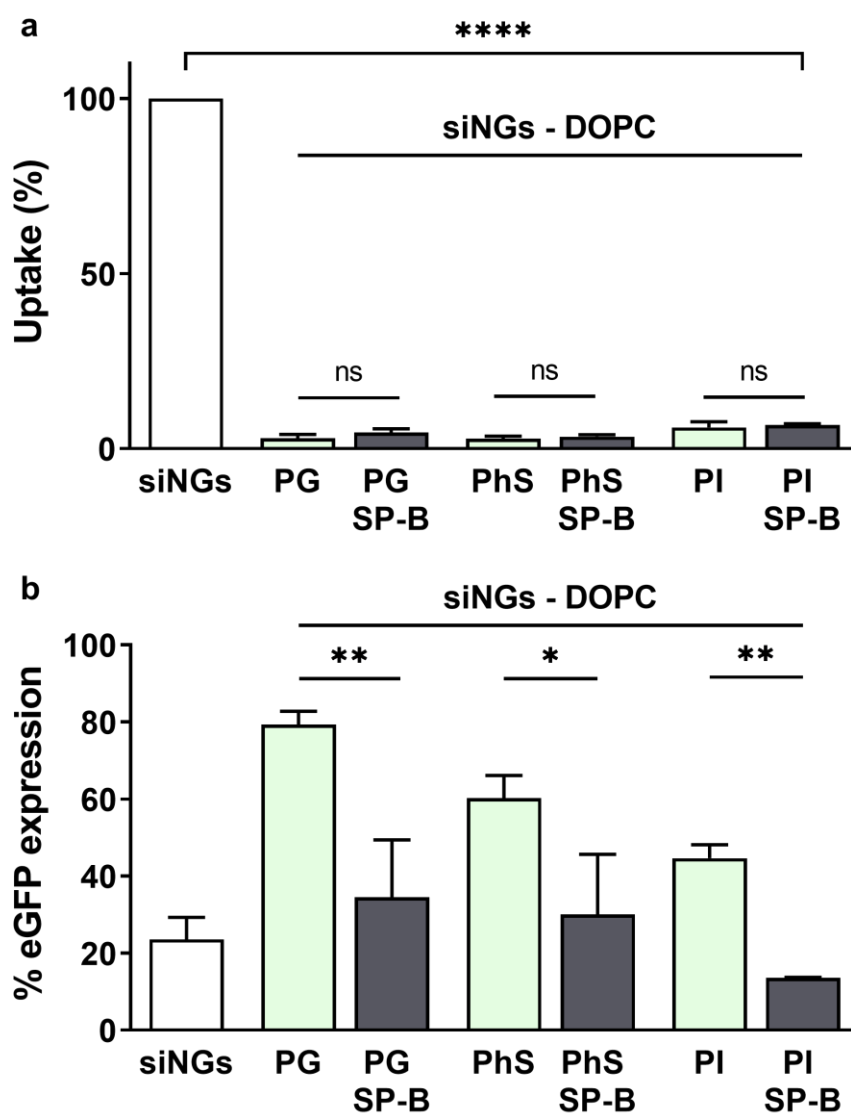 a
****
siNGs - DOPC
Uptake (%)
100
50
0
ns
ns
ns
siNGs
PG
PG
SP-B
PhS
PhS
SP-B
PI
PI
SP-B
b
siNGs - DOPC
% eGFP expression
100
80
60
40
20
0
**
*
**
siNGs
PG
PG
SP-B
PhS
PhS
SP-B
PI
PI
SP-B